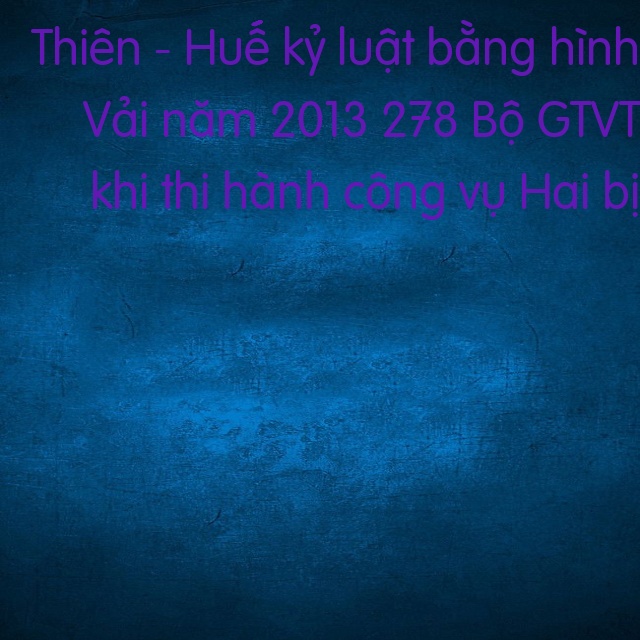 Thiên - Huế kỷ luật bằng hình
Vải năm 2013 278 Bộ GTVT
khi thi hành công vụ Hai bị